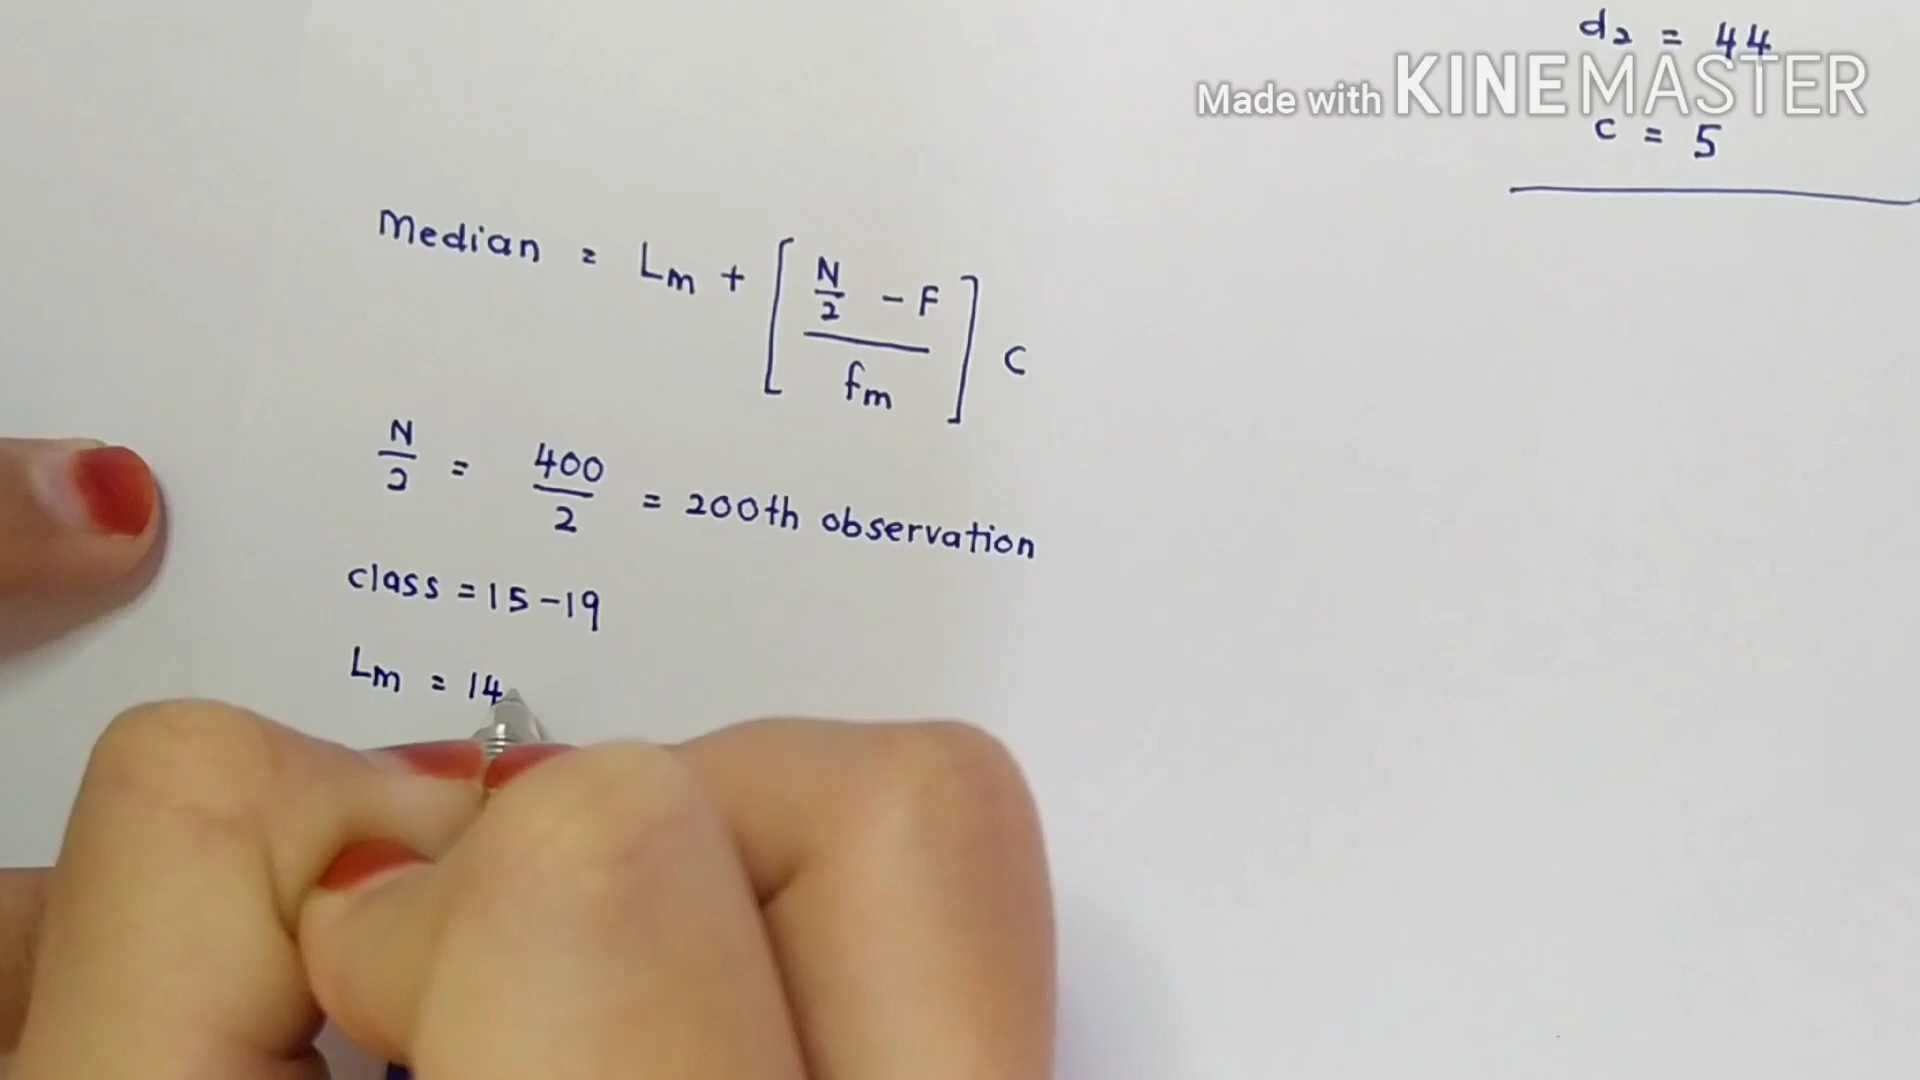 d2 = 44
Made with KINEMASTER
c = 5
Median = Lm + [ N/2 - F / fm ] C
N/2 = 400/2 = 200th observation
class = 15-19
Lm = 14